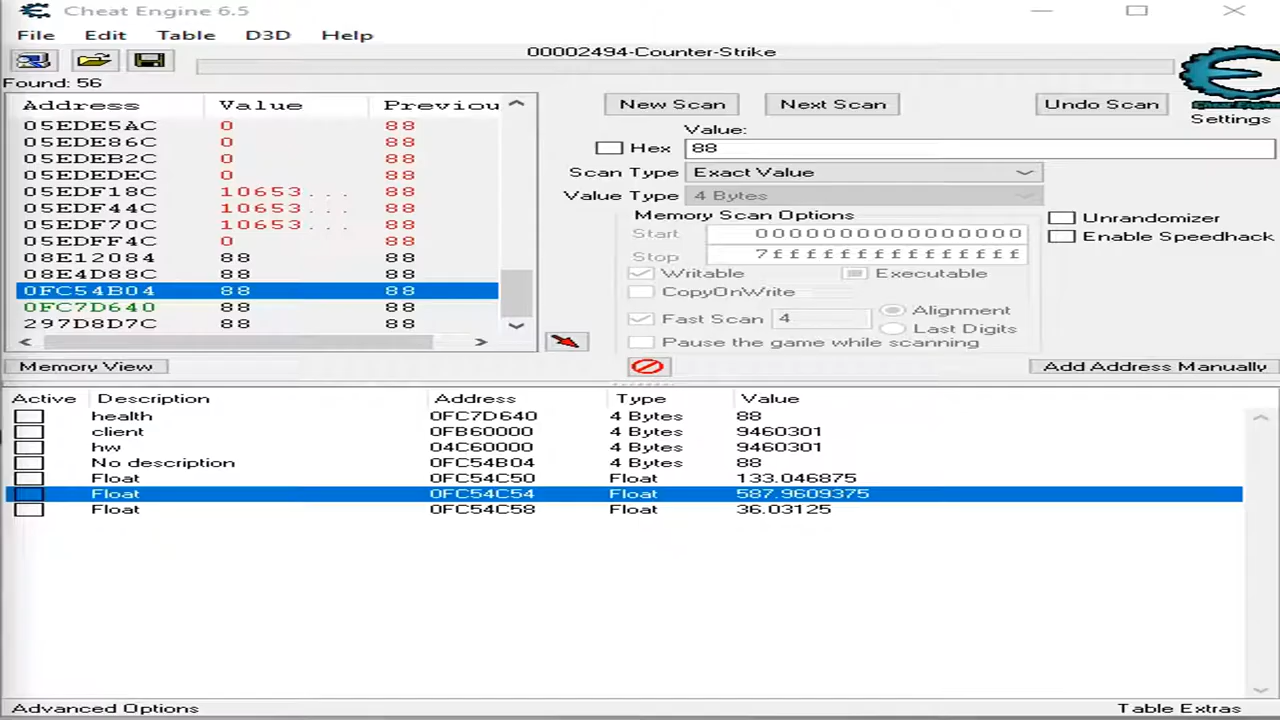 Cheat Engine 6.5
File Edit Table D3D Help
00002494-Counter-Strike
Found: 56
Address Value Previou
05EDE5AC 0 88
05EDE86C 0 88
05EDEB2C 0 88
05EDEDEC 0 88
05EDF18C 10653... 88
05EDF44C 10653... 88
05EDF70C 10653... 88
05EDFF4C 0 88
08E12084 88 88
08E4D88C 88 88
0FC54B04 88 88
0FC7D640 88 88
297D8D7C 88 88
New Scan Next Scan Undo Scan
Cheat Engine
Settings
Value:
Hex 88
Scan Type Exact Value
Value Type 4 Bytes
Memory Scan Options
Start 0000000000000000
Stop 7fffffffffffffff
Writable Executable
CopyOnWrite
Fast Scan 4 Alignment
Last Digits
Pause the game while scanning
Unrandomizer
Enable Speedhack
Memory View Add Address Manually
Active Description Address Type Value
health 0FC7D640 4 Bytes 88
client 0FB60000 4 Bytes 9460301
hw 04C60000 4 Bytes 9460301
No description 0FC54B04 4 Bytes 88
Float 0FC54C50 Float 133.046875
Float 0FC54C54 Float 587.9609375
Float 0FC54C58 Float 36.03125
Advanced Options Table Extras